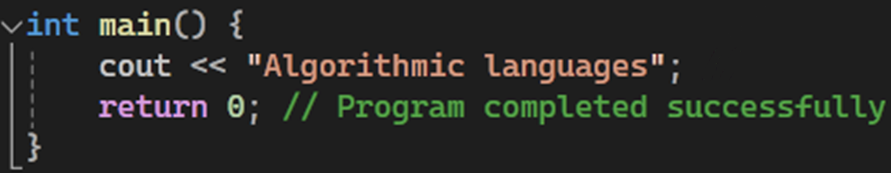 int main() {
    cout << "Algorithmic languages";
    return 0; // Program completed successfully
}